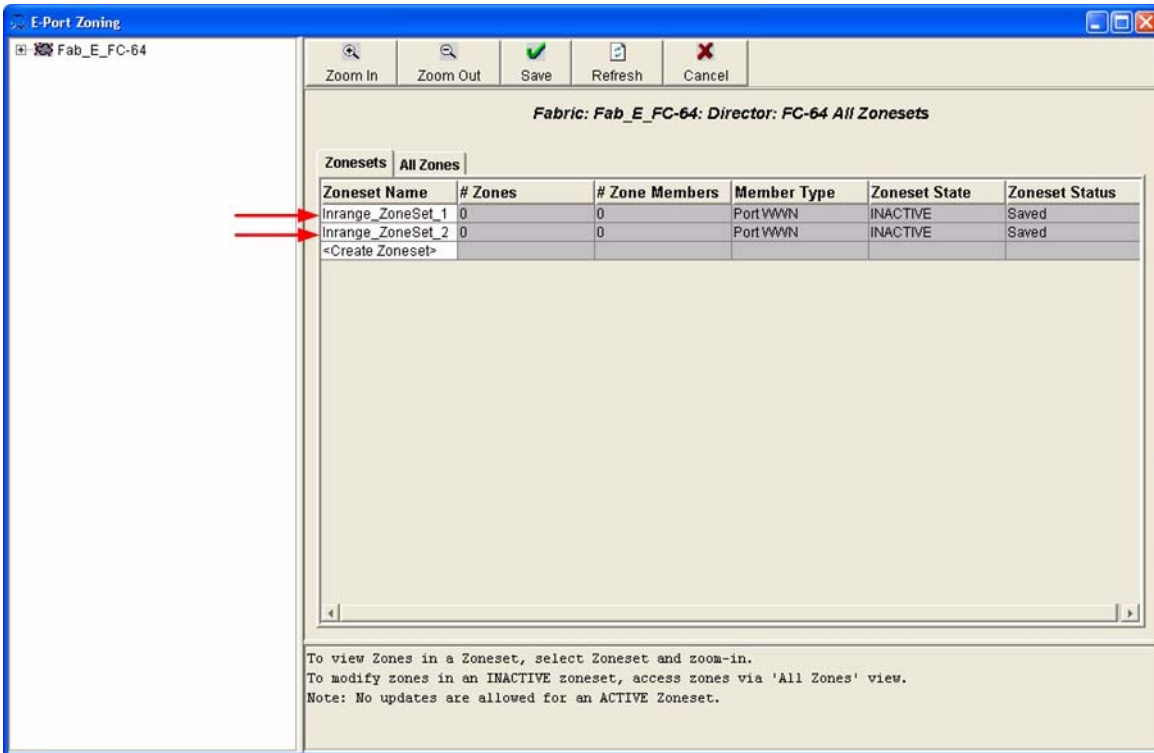 E-Port Zoning
Fab_E_FC-64
Zoom In Zoom Out Save Refresh Cancel
Fabric: Fab_E_FC-64: Director: FC-64 All Zonesets
Zonesets All Zones
Zoneset Name # Zones # Zone Members Member Type Zoneset State Zoneset Status
Inrange_ZoneSet_1 0 0 Port WWN INACTIVE Saved
Inrange_ZoneSet_2 0 0 Port WWN INACTIVE Saved
<Create Zoneset>
To view Zones in a Zoneset, select Zoneset and zoom-in.
To modify zones in an INACTIVE zoneset, access zones via 'All Zones' view.
Note: No updates are allowed for an ACTIVE Zoneset.